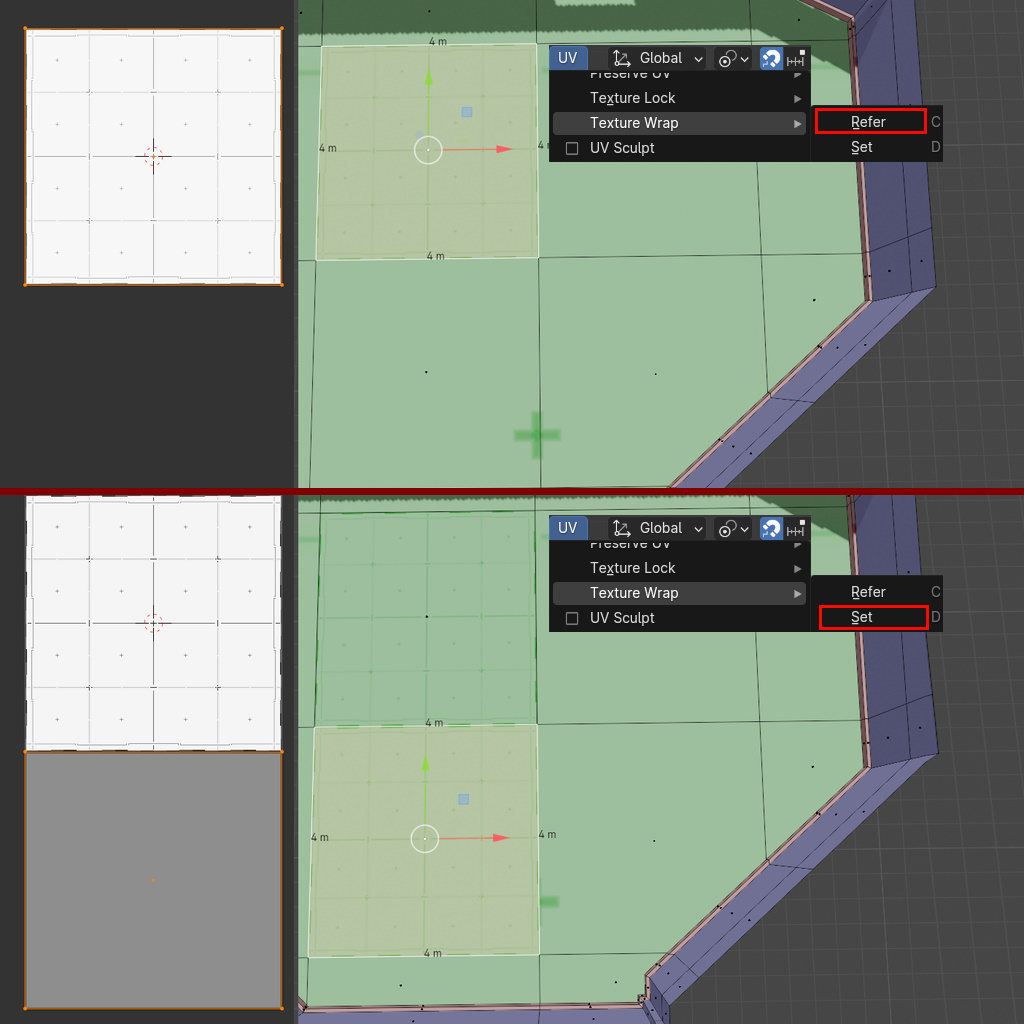 4 m
UV Global
Preserve UV
Texture Lock
Texture Wrap
Refer C
4 m
4
UV Sculpt
Set D
4 m
UV Global
Preserve UV
Texture Lock
Texture Wrap
Refer C
UV Sculpt
Set D
4 m
4 m
4 m
4 m